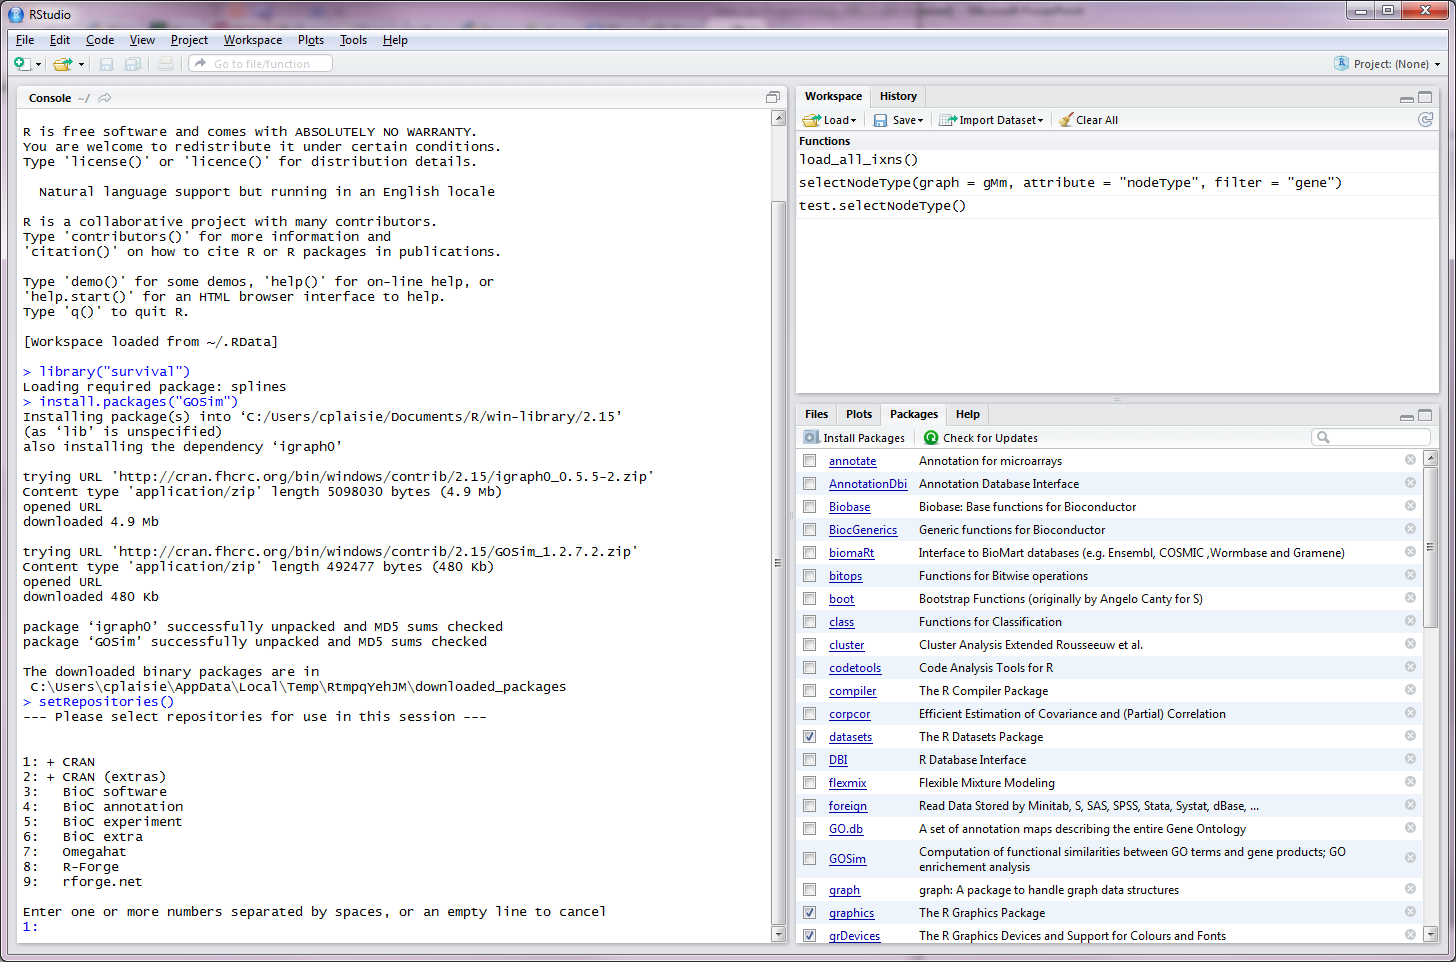 RStudio
File Edit Code View Project Workspace Plots Tools Help
Go to file/function
Project: (None)
Console ~/
R is free software and comes with ABSOLUTELY NO WARRANTY.
You are welcome to redistribute it under certain conditions.
Type 'license()' or 'licence()' for distribution details.
Natural language support but running in an English locale
R is a collaborative project with many contributors.
Type 'contributors()' for more information and
'citation()' on how to cite R or R packages in publications.
Type 'demo()' for some demos, 'help()' for on-line help, or
'help.start()' for an HTML browser interface to help.
Type 'q()' to quit R.
[Workspace loaded from ~/.RData]
> library("survival")
Loading required package: splines
> install.packages("GOSim")
Installing package(s) into ‘C:/Users/cplaisie/Documents/R/win-library/2.15’
(as ‘lib’ is unspecified)
also installing the dependency ‘igraph0’
trying URL 'http://cran.fhcrc.org/bin/windows/contrib/2.15/igraph0_0.5.5-2.zip'
Content type 'application/zip' length 5098030 bytes (4.9 Mb)
opened URL
downloaded 4.9 Mb
trying URL 'http://cran.fhcrc.org/bin/windows/contrib/2.15/GOSim_1.2.7.2.zip'
Content type 'application/zip' length 492477 bytes (480 Kb)
opened URL
downloaded 480 Kb
package ‘igraph0’ successfully unpacked and MD5 sums checked
package ‘GOSim’ successfully unpacked and MD5 sums checked
The downloaded binary packages are in
C:\Users\cplaisie\AppData\Local\Temp\RtmpqYehJM\downloaded_packages
> setRepositories()
--- Please select repositories for use in this session ---
1: + CRAN
2: + CRAN (extras)
3:   BioC software
4:   BioC annotation
5:   BioC experiment
6:   BioC extra
7:   Omegahat
8:   R-Forge
9:   rforge.net
Enter one or more numbers separated by spaces, or an empty line to cancel
1:
Workspace History
Load Save Import Dataset Clear All
Functions
load_all_ixns()
selectNodeType(graph = gMm, attribute = "nodeType", filter = "gene")
test.selectNodeType()
Files Plots Packages Help
Install Packages Check for Updates
annotate Annotation for microarrays
AnnotationDbi Annotation Database Interface
Biobase Biobase: Base functions for Bioconductor
BiocGenerics Generic functions for Bioconductor
biomaRt Interface to BioMart databases (e.g. Ensembl, COSMIC ,Wormbase and Gramene)
bitops Functions for Bitwise operations
boot Bootstrap Functions (originally by Angelo Canty for S)
class Functions for Classification
cluster Cluster Analysis Extended Rousseeuw et al.
codetools Code Analysis Tools for R
compiler The R Compiler Package
corpcor Efficient Estimation of Covariance and (Partial) Correlation
datasets The R Datasets Package
DBI R Database Interface
flexmix Flexible Mixture Modeling
foreign Read Data Stored by Minitab, S, SAS, SPSS, Stata, Systat, dBase, ...
GO.db A set of annotation maps describing the entire Gene Ontology
GOSim Computation of functional similarities between GO terms and gene products; GO
enrichement analysis
graph graph: A package to handle graph data structures
graphics The R Graphics Package
grDevices The R Graphics Devices and Support for Colours and Fonts